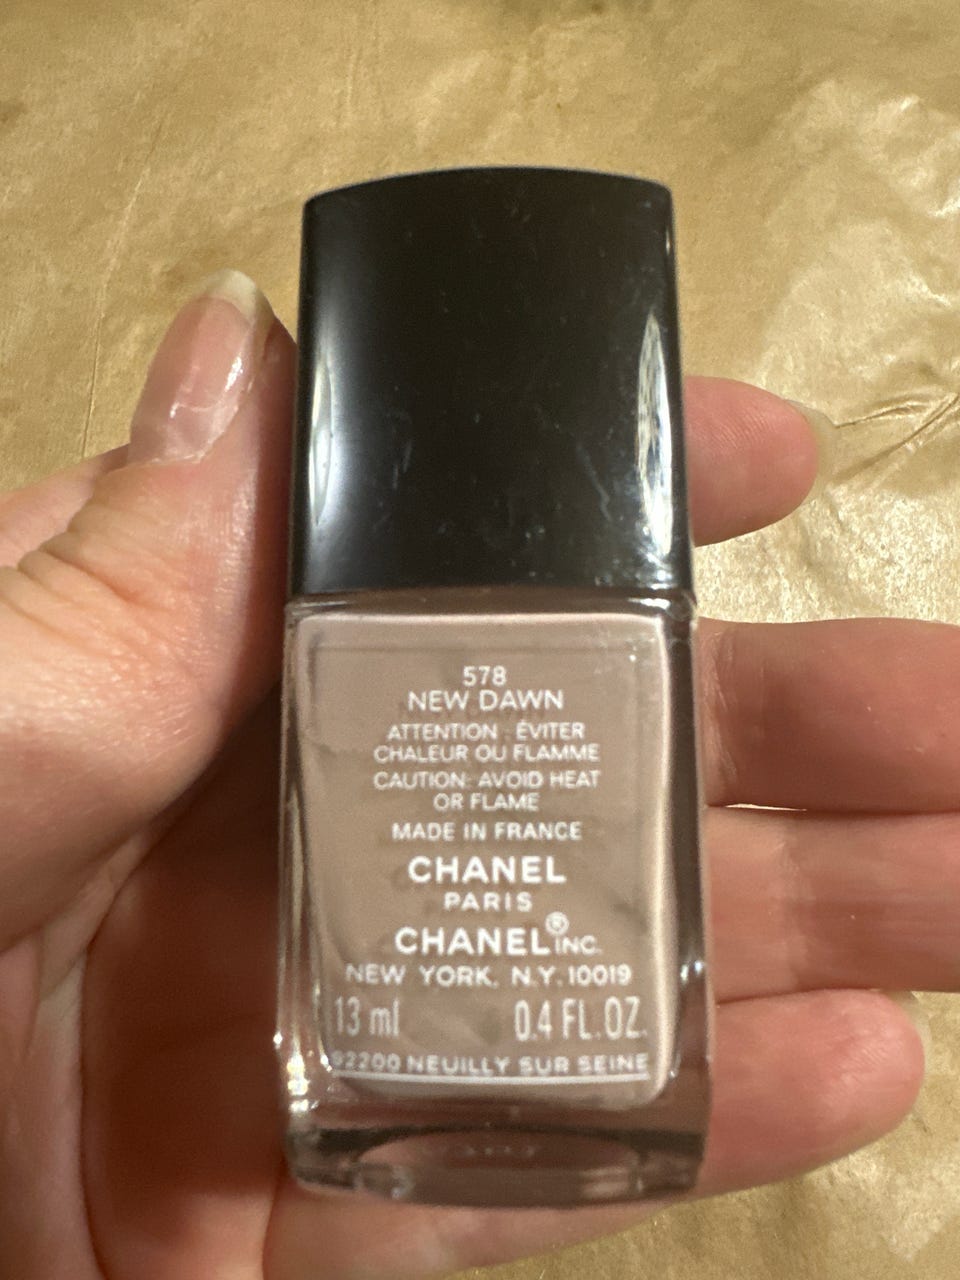 578
NEW DAWN
ATTENTION : ÉVITER
CHALEUR OU FLAMME
CAUTION: AVOID HEAT
OR FLAME
MADE IN FRANCE
CHANEL
PARIS
CHANEL® INC.
NEW YORK, N.Y. 10019
13 ml 0.4 FL.OZ.
92200 NEUILLY SUR SEINE